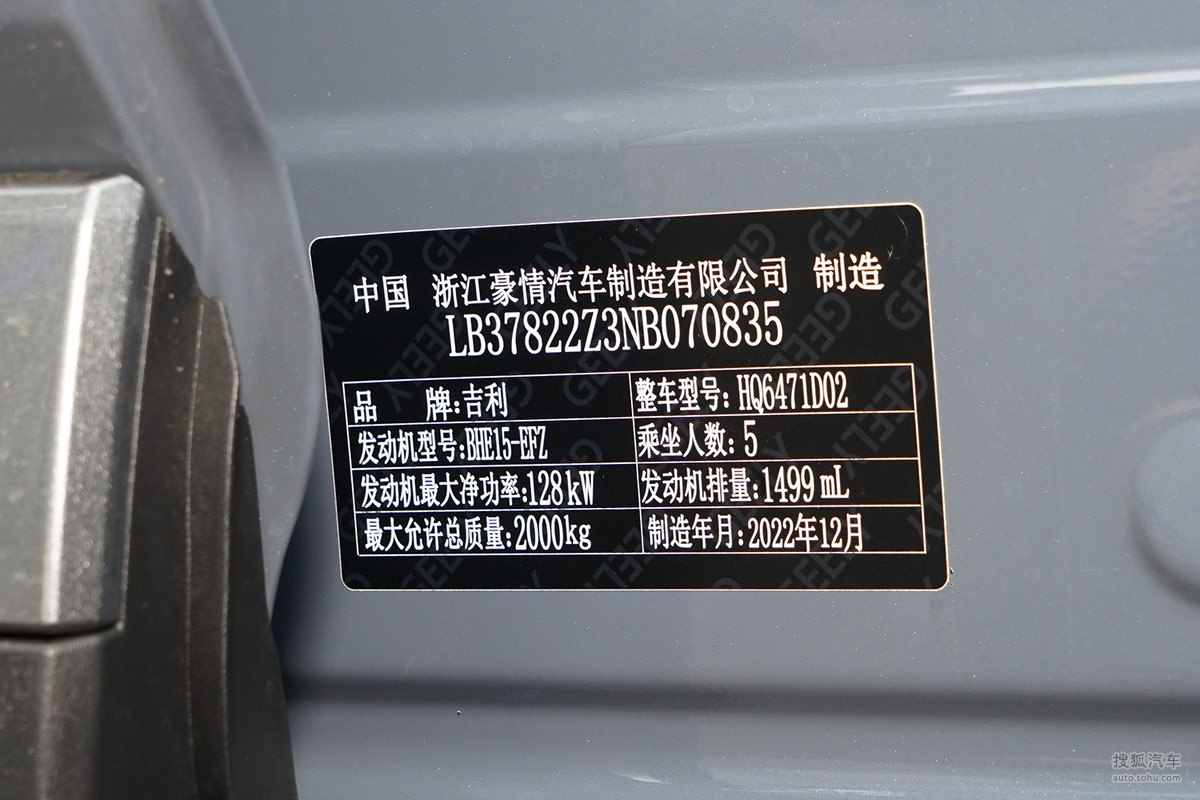 中国 浙江豪情汽车制造有限公司 制造
LB37822Z3NB070835
品 牌:吉利 整车型号:HQ6471D02
发动机型号:BHE15-EFZ 乘坐人数:5
发动机最大净功率:128kW 发动机排量:1499mL
最大允许总质量:2000kg 制造年月:2022年12月
GEELY
搜狐汽车
auto.sohu.com